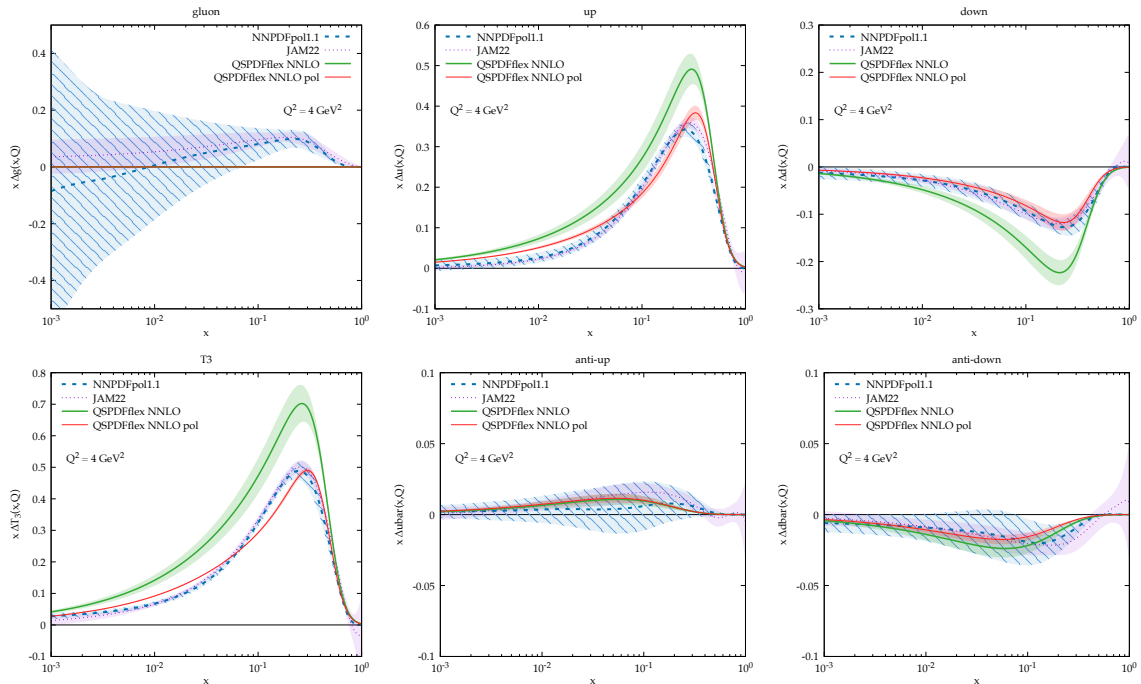 gluon
NNPDFpol1.1
JAM22
QSPDFflex NNLO
QSPDFflex NNLO pol
Q² = 4 GeV²
x Δg(x,Q)
0.4
0.2
0
-0.2
-0.4
10⁻³ 10⁻² 10⁻¹ 10⁰
x
up
NNPDFpol1.1
JAM22
QSPDFflex NNLO
QSPDFflex NNLO pol
Q² = 4 GeV²
x Δu(x,Q)
0.6
0.5
0.4
0.3
0.2
0.1
0
-0.1
10⁻³ 10⁻² 10⁻¹ 10⁰
x
down
NNPDFpol1.1
JAM22
QSPDFflex NNLO
QSPDFflex NNLO pol
Q² = 4 GeV²
x Δd(x,Q)
0.3
0.2
0.1
0
-0.1
-0.2
-0.3
10⁻³ 10⁻² 10⁻¹ 10⁰
x
T3
NNPDFpol1.1
JAM22
QSPDFflex NNLO
QSPDFflex NNLO pol
Q² = 4 GeV²
x ΔT₃(x,Q)
0.8
0.7
0.6
0.5
0.4
0.3
0.2
0.1
0
-0.1
10⁻³ 10⁻² 10⁻¹ 10⁰
x
anti-up
NNPDFpol1.1
JAM22
QSPDFflex NNLO
QSPDFflex NNLO pol
Q² = 4 GeV²
x Δubar(x,Q)
0.1
0.05
0
-0.05
-0.1
10⁻³ 10⁻² 10⁻¹ 10⁰
x
anti-down
NNPDFpol1.1
JAM22
QSPDFflex NNLO
QSPDFflex NNLO pol
Q² = 4 GeV²
x Δdbar(x,Q)
0.1
0.05
0
-0.05
-0.1
10⁻³ 10⁻² 10⁻¹ 10⁰
x